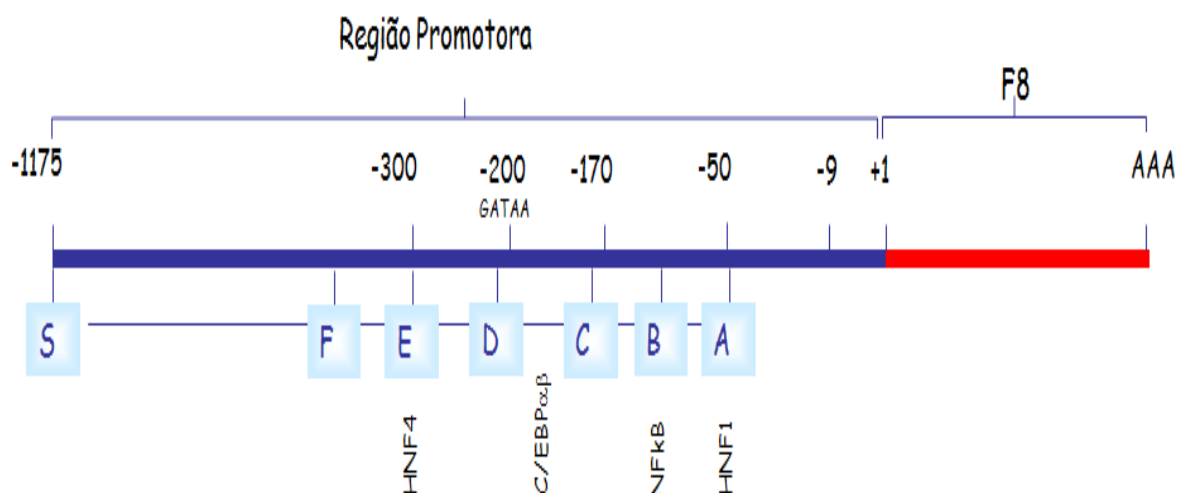 Região Promotora
F8
-1175 -300 -200 -170 -50 -9 +1 AAA
GATAA
S F E D C B A
HNF4 C/EBPαβ NFkB HNF1